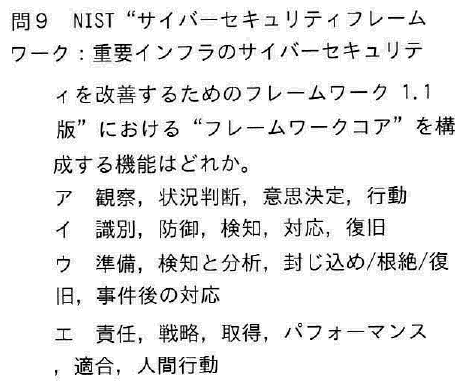 問9 NIST “サイバーセキュリティフレーム
ワーク：重要インフラのサイバーセキュリテ
ィを改善するためのフレームワーク 1.1
版” における “フレームワークコア” を構
成する機能はどれか。
ア 観察，状況判断，意思決定，行動
イ 識別，防御，検知，対応，復旧
ウ 準備，検知と分析，封じ込め/根絶/復
旧，事件後の対応
エ 責任，戦略，取得，パフォーマンス
，適合，人間行動